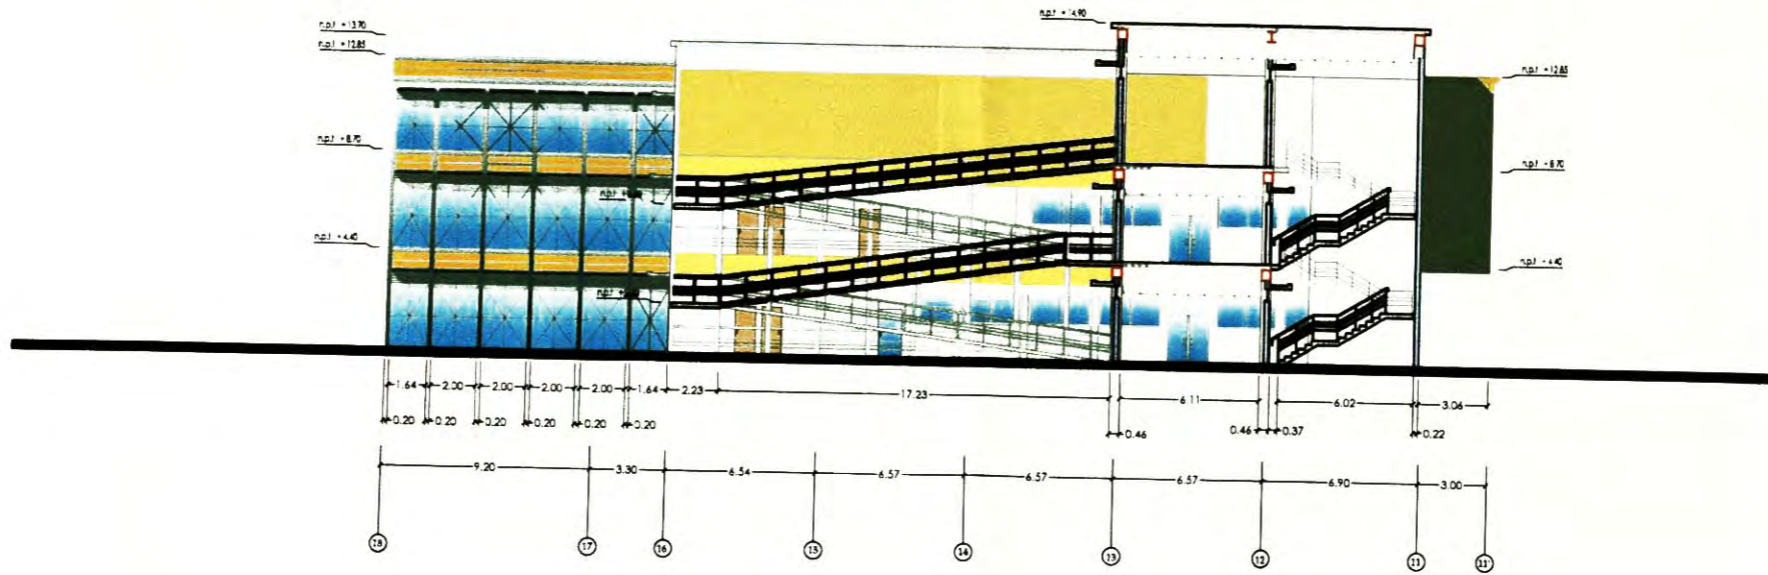 n.p.t +14.90
n.p.t +13.70
n.p.t +12.85
n.p.t +12.85
n.p.t +8.70
n.p.t +8.70
n.p.t +4.40
n.p.t +4.40
1.64 2.00 2.00 2.00 2.00 1.64 2.23 17.23 6.11 6.02 3.06
0.20 0.20 0.20 0.20 0.20 0.20 0.46 0.46 0.37 0.22
9.20 3.30 6.54 6.57 6.57 6.57 6.90 3.00
18 17 16 15 14 13 12 11 11'